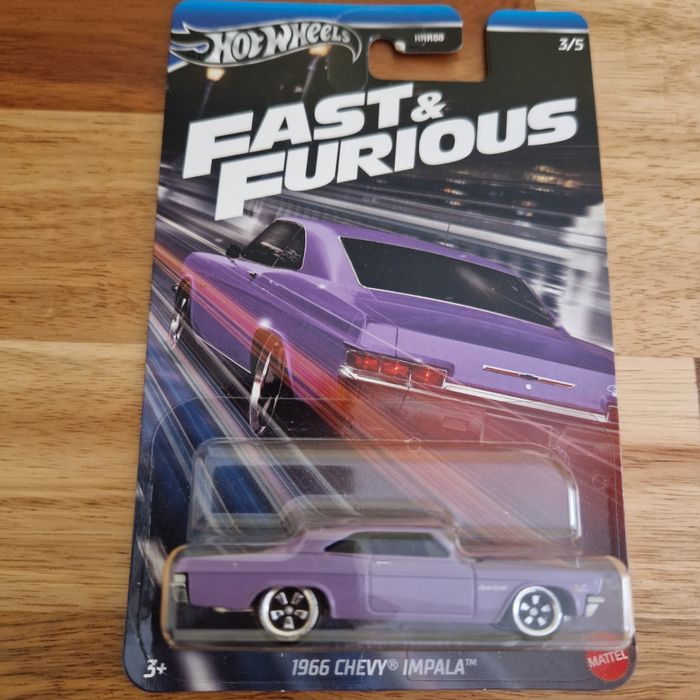 HOT WHEELS
HNR88
3/5
FAST &
FURIOUS
3+
1966 CHEVY® IMPALA™
MATTEL